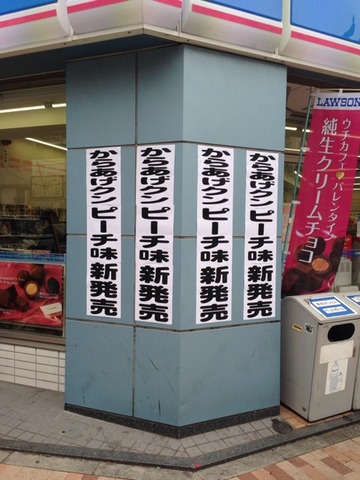 からあげクン ピーチ味 新発売
からあげクン ピーチ味 新発売
からあげクン ピーチ味 新発売
からあげクン ピーチ味 新発売
LAWSON
ウチカフェ バレンタイン
純生クリームチョコ